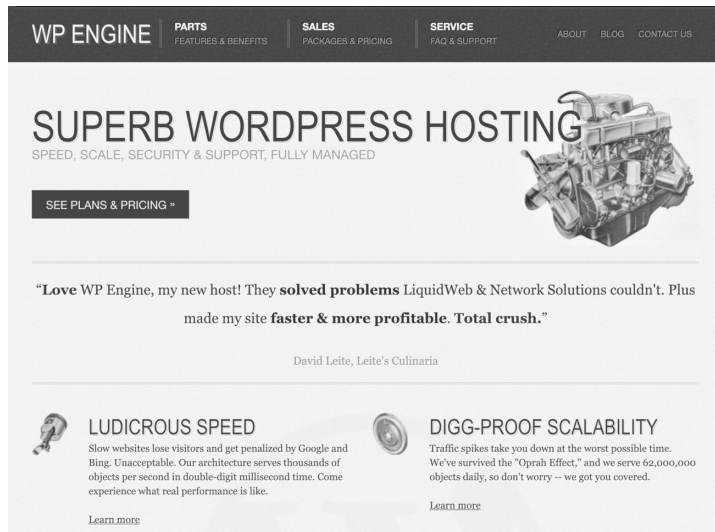 WP ENGINE
PARTS
FEATURES & BENEFITS
SALES
PACKAGES & PRICING
SERVICE
FAQ & SUPPORT
ABOUT BLOG CONTACT US
SUPERB WORDPRESS HOSTING
SPEED, SCALE, SECURITY & SUPPORT, FULLY MANAGED
SEE PLANS & PRICING »
“Love WP Engine, my new host! They solved problems LiquidWeb & Network Solutions couldn't. Plus
made my site faster & more profitable. Total crush.”
David Leite, Leite's Culinaria
LUDICROUS SPEED
Slow websites lose visitors and get penalized by Google and
Bing. Unacceptable. Our architecture serves thousands of
objects per second in double-digit millisecond time. Come
experience what real performance is like.
Learn more
DIGG-PROOF SCALABILITY
Traffic spikes take you down at the worst possible time.
We've survived the "Oprah Effect," and we serve 62,000,000
objects daily, so don't worry -- we got you covered.
Learn more